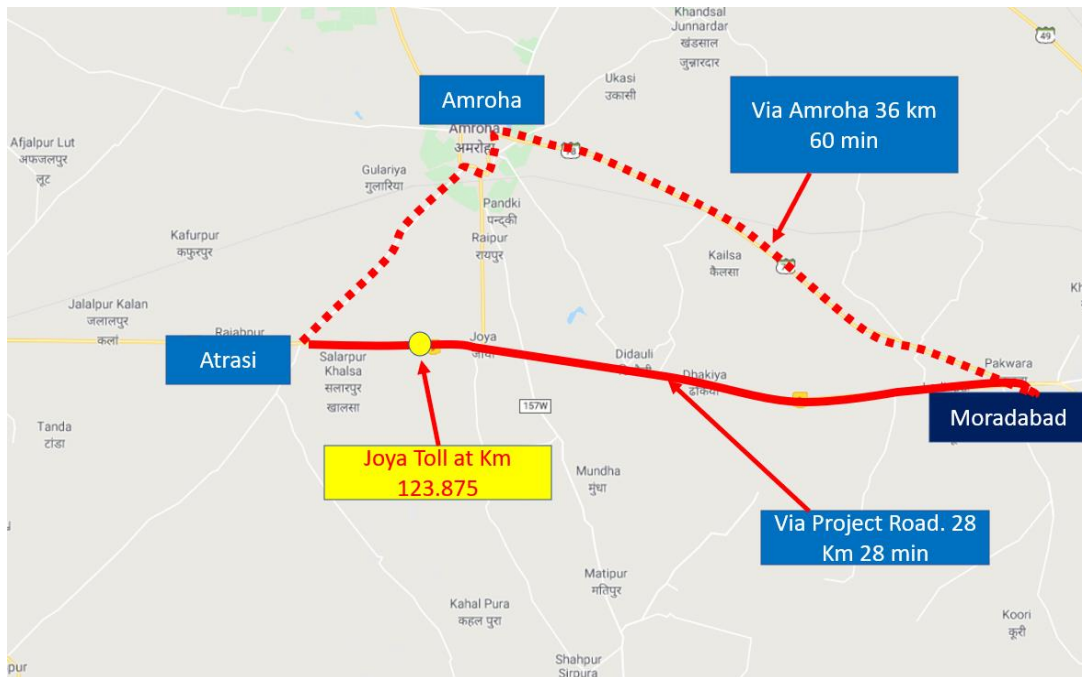 Khandsal
Junnardar
खंडसाल
जुन्नारदार
49
Ukasi
उकासी
Amroha
Amroha
अमरोहा
Via Amroha 36 km
60 min
Afjalpur Lut
अफजलपुर
लूट
Gulariya
गुलारिया
Pandki
पन्द्की
Kafurpur
कफुरपुर
Raipur
रायपुर
Kailsa
कैलसा
Jalalpur Kalan
जलालपुर
कलां
Atrasi
Salarpur
Khalsa
सलारपुर
खालसा
Joya
Didauli
Dhakiya
Pakwara
Moradabad
157W
Tanda
टांडा
Joya Toll at Km
123.875
Mundha
मुंधा
Via Project Road. 28
Km 28 min
Matipur
मतिपुर
Kahal Pura
कहल पुरा
Koori
कूरी
Shahpur
Sirpura
pur